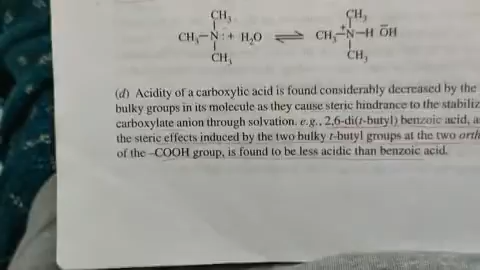 CH₃ CH₃
CH₃–N : + H₂O ⇌ CH₃–N⁺–H ŌH
CH₃ CH₃
(d) Acidity of a carboxylic acid is found considerably decreased by the
bulky groups in its molecule as they cause steric hindrance to the
carboxylate anion through solvation. e.g., 2,6-di(t-butyl) benzoic acid,
the steric effects induced by the two bulky t-butyl groups at the two
of the –COOH group, is found to be less acidic than benzoic acid.